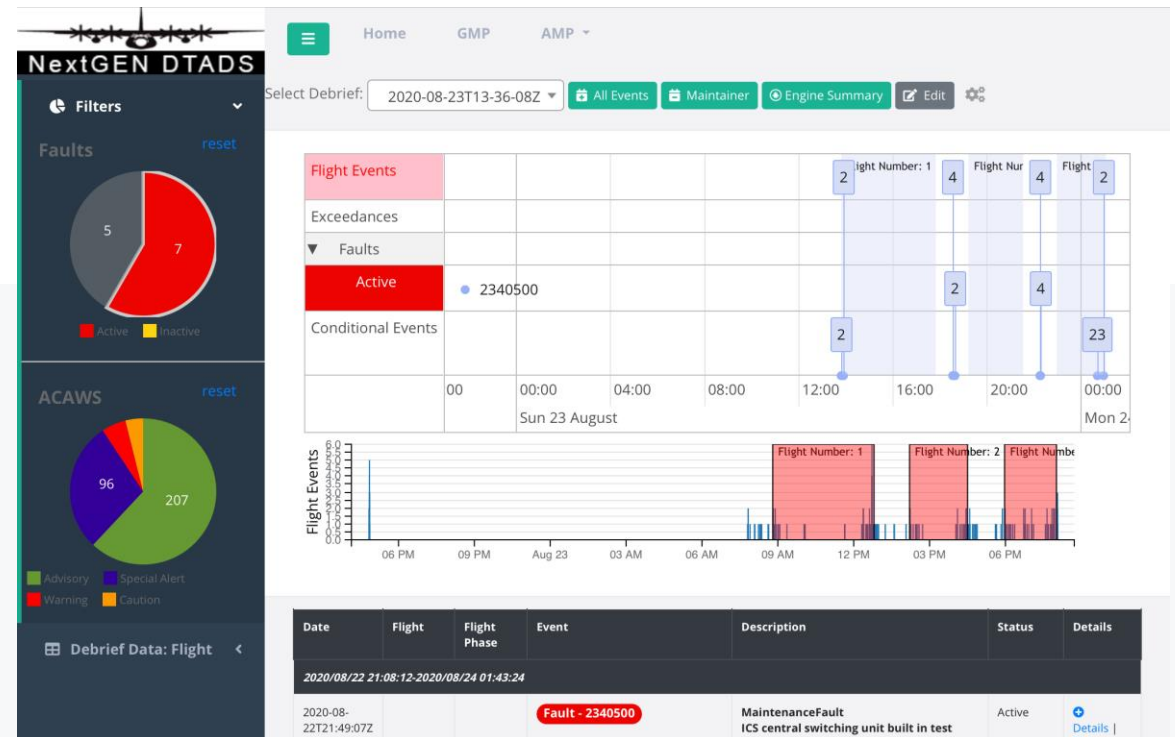 NextGEN DTADS
Home GMP AMP
Select Debrief: 2020-08-23T13-36-08Z All Events Maintainer Engine Summary Edit
Filters
Faults reset
5
7
Active Inactive
ACAWS reset
96
207
Advisory Special Alert
Warning Caution
Debrief Data: Flight
Flight Events
2 ight Number: 1 4 Flight Nur 4 Flight 2
Exceedances
Faults
Active 2340500 2 4
Conditional Events 2 23
00 00:00 04:00 08:00 12:00 16:00 20:00 00:00
Sun 23 August Mon 2
Flight Events
6.0
5.5
5.0
4.5
4.0
3.5
3.0
2.5
2.0
1.5
1.0
0.5
0.0
Flight Number: 1 Flight Number: 2 Flight Numbe
06 PM 09 PM Aug 23 03 AM 06 AM 09 AM 12 PM 03 PM 06 PM
Date Flight Flight Phase Event Description Status Details
2020/08/22 21:08:12-2020/08/24 01:43:24
2020-08-22T21:49:07Z Fault - 2340500 MaintenanceFault Active Details |
ICS central switching unit built in test